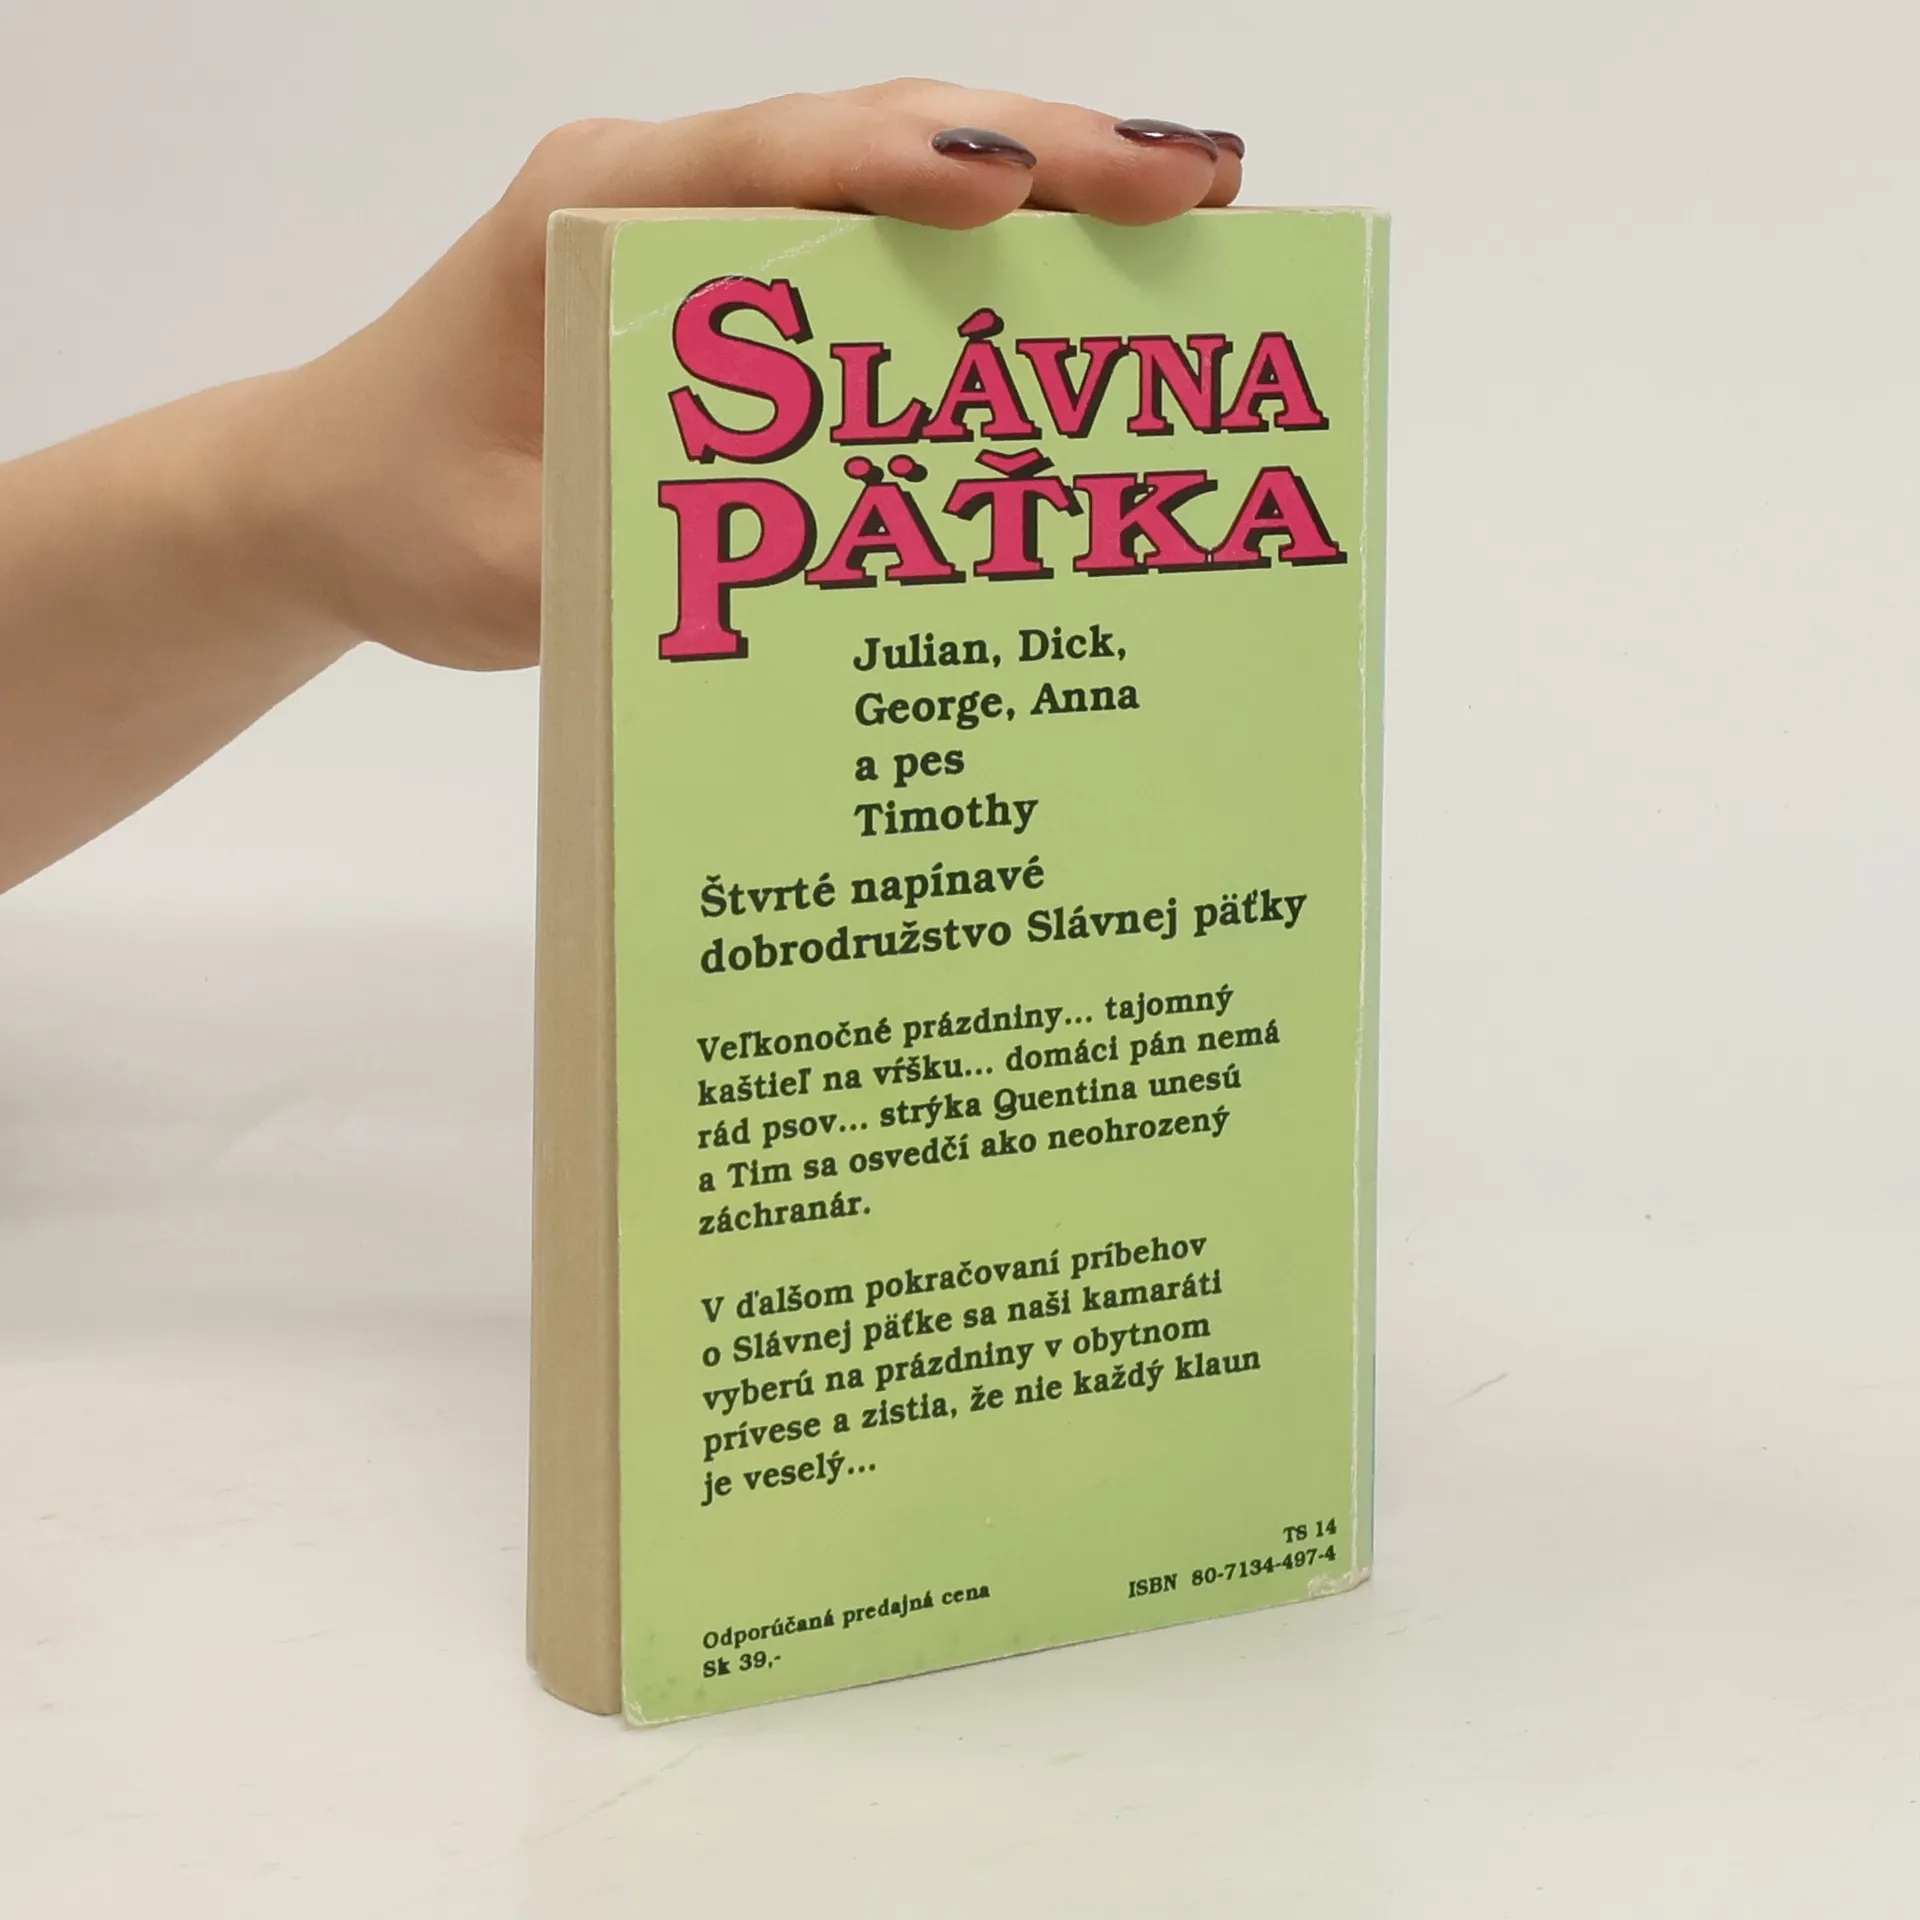 SLÁVNA
PÄŤKA
Julian, Dick,
George, Anna
a pes
Timothy
Štvrté napínavé
dobrodružstvo Slávnej päťky
Veľkonočné prázdniny... tajomný
kaštieľ na vŕšku... domáci pán nemá
rád psov... strýka Quentina unesú
a Tim sa osvedčí ako neohrozený
záchranár.
V ďalšom pokračovaní príbehov
o Slávnej päťke sa naši kamaráti
vyberú na prázdniny v obytnom
prívese a zistia, že nie každý klaun
je veselý...
TS 14
ISBN 80-7134-497-4
Odporúčaná predajná cena
Sk 39,-